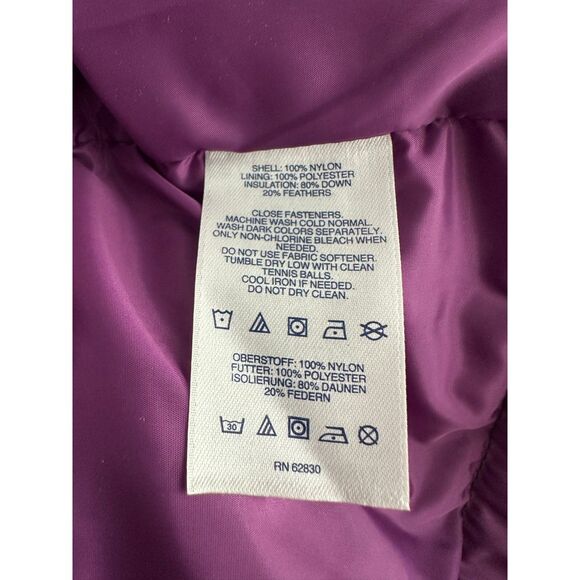 SHELL: 100% NYLON
LINING: 100% POLYESTER
INSULATION: 80% DOWN
20% FEATHERS
CLOSE FASTENERS.
MACHINE WASH COLD NORMAL.
WASH DARK COLORS SEPARATELY.
ONLY NON-CHLORINE BLEACH WHEN
NEEDED.
DO NOT USE FABRIC SOFTENER.
TUMBLE DRY LOW WITH CLEAN
TENNIS BALLS.
COOL IRON IF NEEDED.
DO NOT DRY CLEAN.
OBERSTOFF: 100% NYLON
FUTTER: 100% POLYESTER
ISOLIERUNG: 80% DAUNEN
20% FEDERN
30
RN 62830